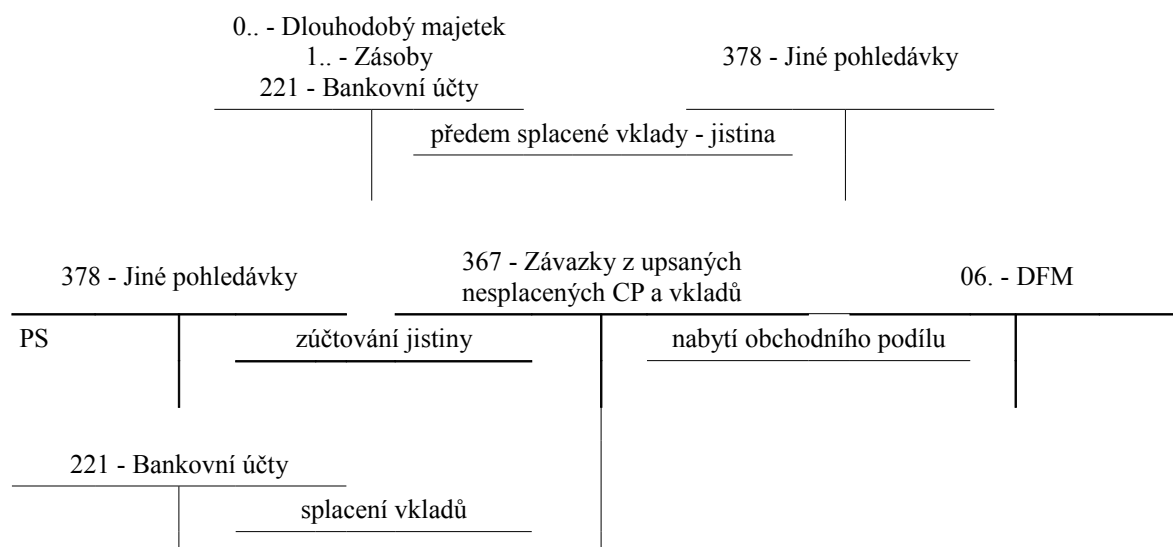 0.. - Dlouhodobý majetek
1.. - Zásoby
221 - Bankovní účty
378 - Jiné pohledávky
předem splacené vklady - jistina
378 - Jiné pohledávky
367 - Závazky z upsaných
nesplacených CP a vkladů
06. - DFM
PS
zúčtování jistiny
nabytí obchodního podílu
221 - Bankovní účty
splacení vkladů